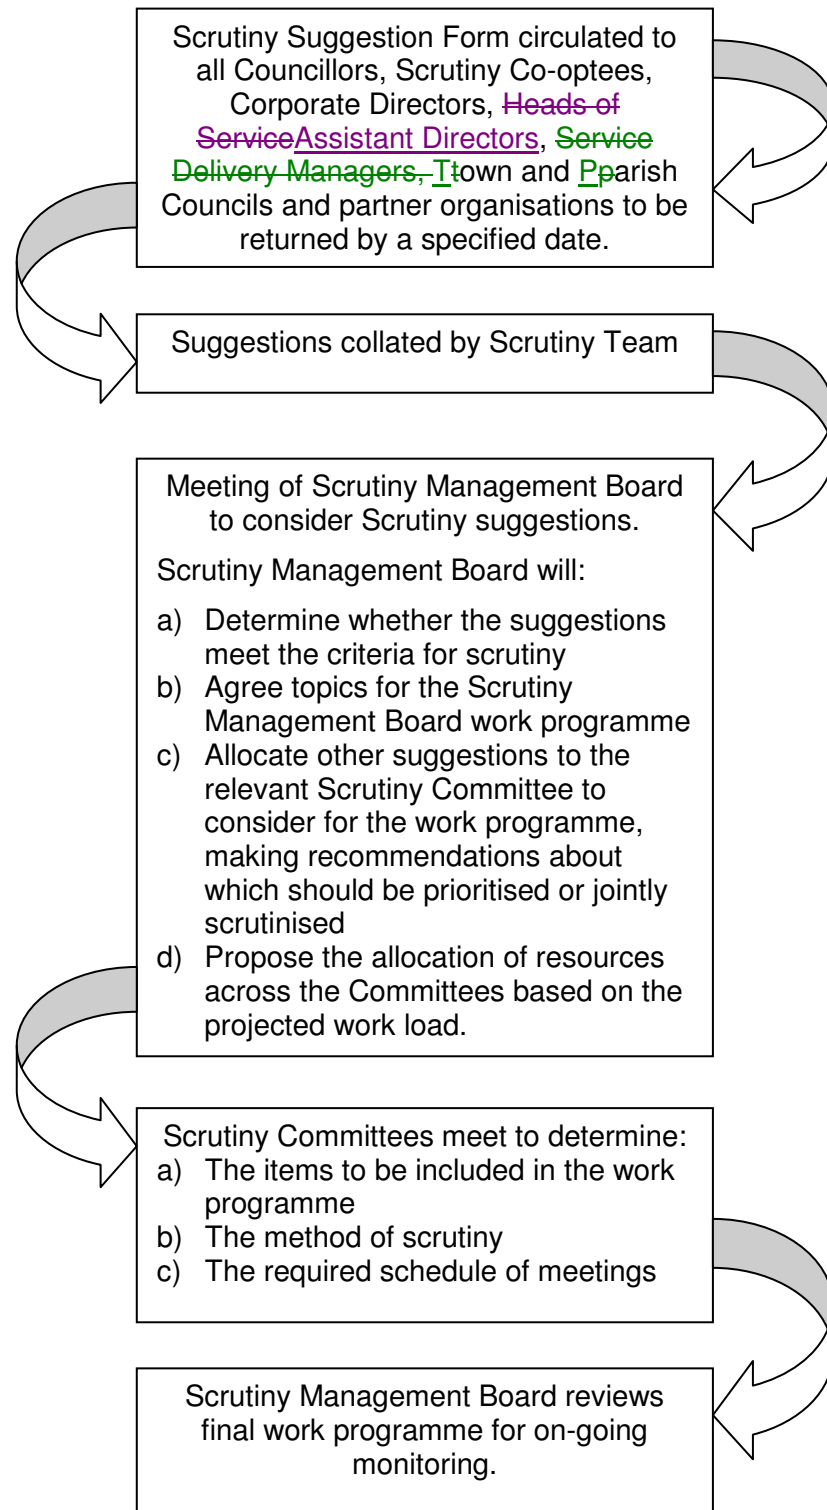 Scrutiny Suggestion Form circulated to
all Councillors, Scrutiny Co-optees,
Corporate Directors, Heads of
ServiceAssistant Directors, Service
Delivery Managers, Ttown and Pparish
Councils and partner organisations to be
returned by a specified date.
Suggestions collated by Scrutiny Team
Meeting of Scrutiny Management Board
to consider Scrutiny suggestions.
Scrutiny Management Board will:
a) Determine whether the suggestions
meet the criteria for scrutiny
b) Agree topics for the Scrutiny
Management Board work programme
c) Allocate other suggestions to the
relevant Scrutiny Committee to
consider for the work programme,
making recommendations about
which should be prioritised or jointly
scrutinised
d) Propose the allocation of resources
across the Committees based on the
projected work load.
Scrutiny Committees meet to determine:
a) The items to be included in the work
programme
b) The method of scrutiny
c) The required schedule of meetings
Scrutiny Management Board reviews
final work programme for on-going
monitoring.